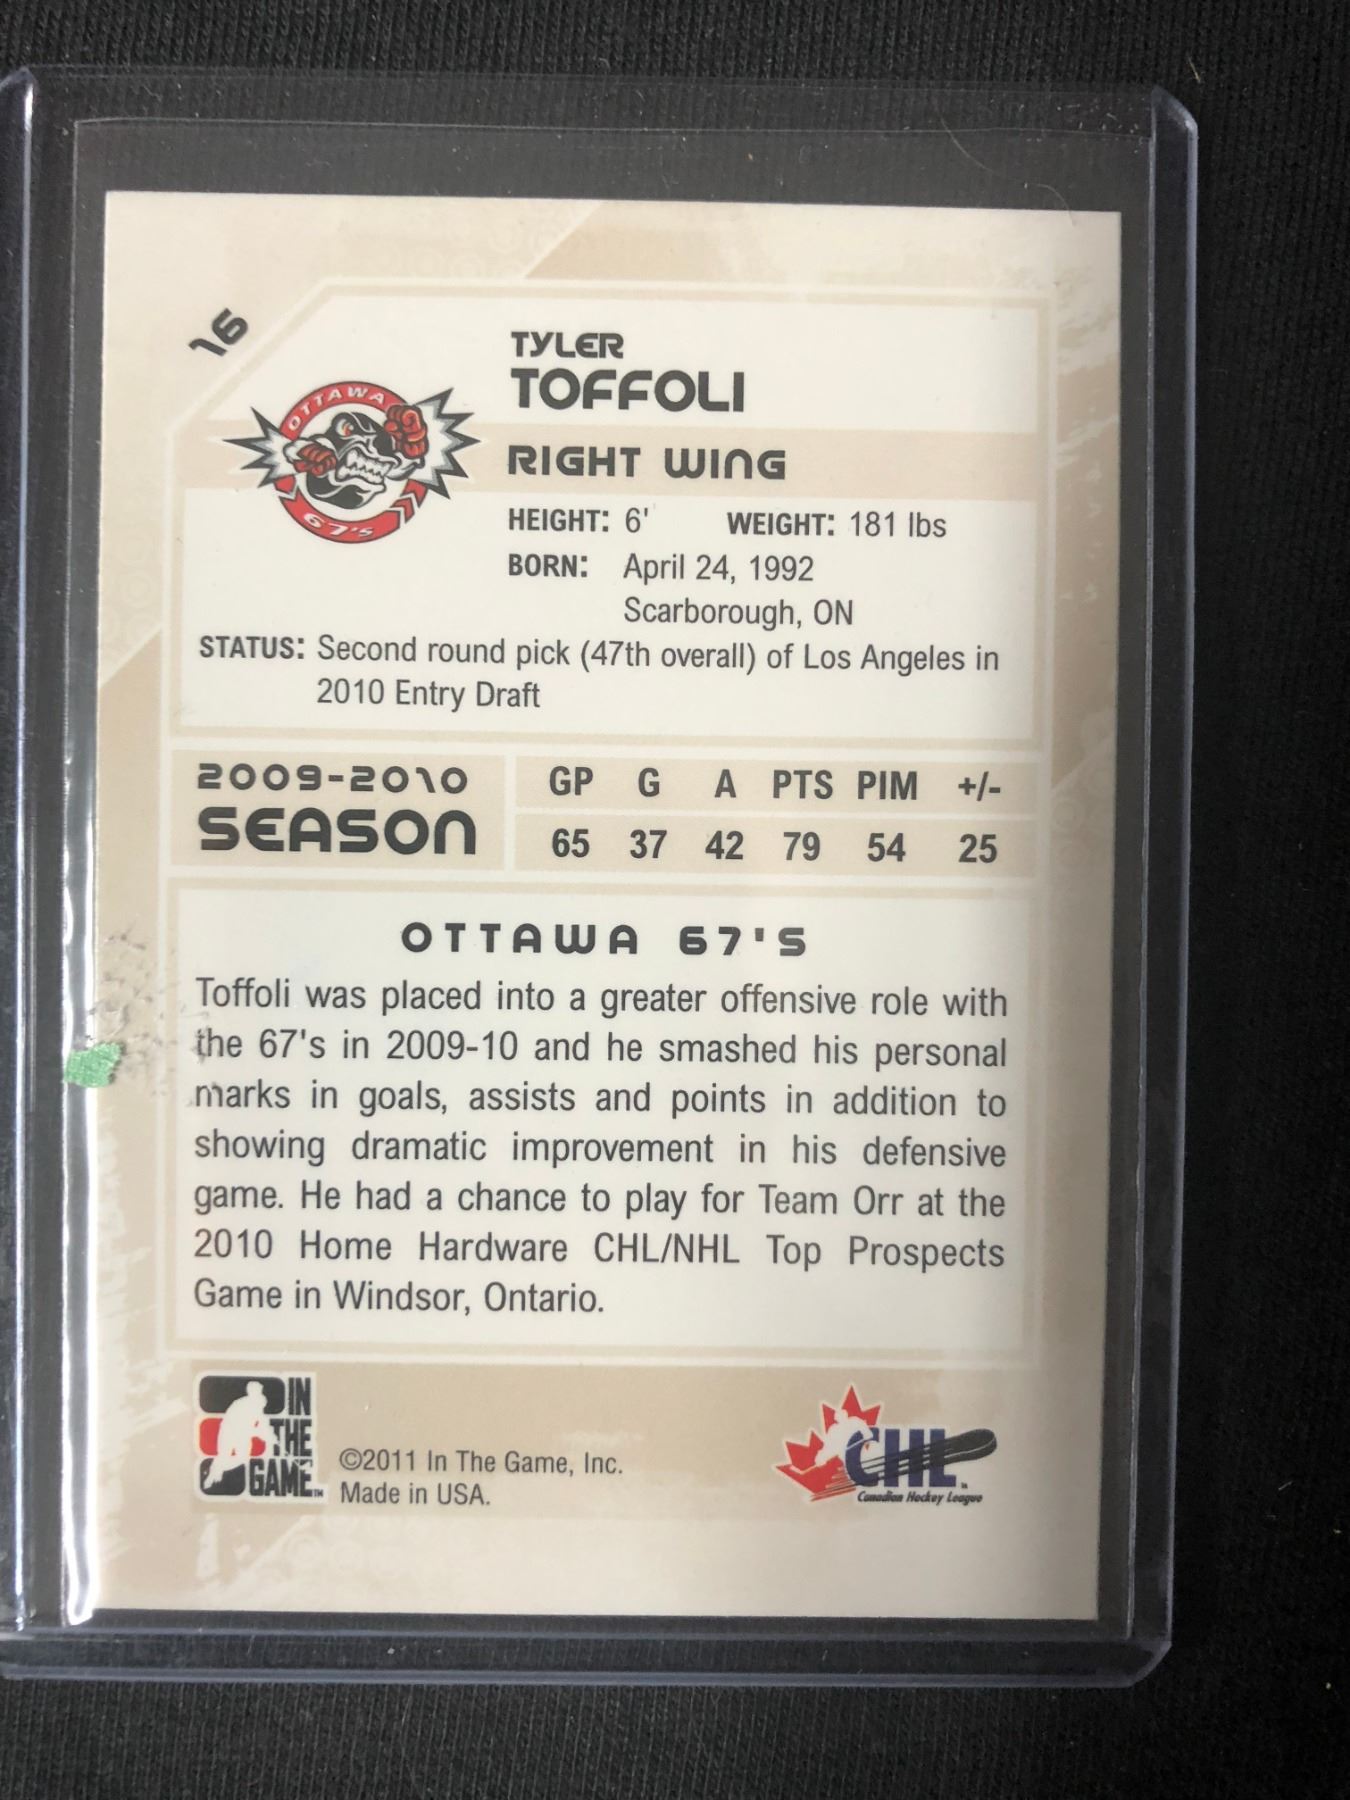 16
TYLER
TOFFOLI
OTTAWA
67's
RIGHT WING
HEIGHT: 6' WEIGHT: 181 lbs
BORN: April 24, 1992
Scarborough, ON
STATUS: Second round pick (47th overall) of Los Angeles in
2010 Entry Draft
2009-2010
SEASON
GP G A PTS PIM +/-
65 37 42 79 54 25
OTTAWA 67'S
Toffoli was placed into a greater offensive role with
the 67's in 2009-10 and he smashed his personal
marks in goals, assists and points in addition to
showing dramatic improvement in his defensive
game. He had a chance to play for Team Orr at the
2010 Home Hardware CHL/NHL Top Prospects
Game in Windsor, Ontario.
IN
THE
GAME™
©2011 In The Game, Inc.
Made in USA.
CHL
Canadian Hockey League